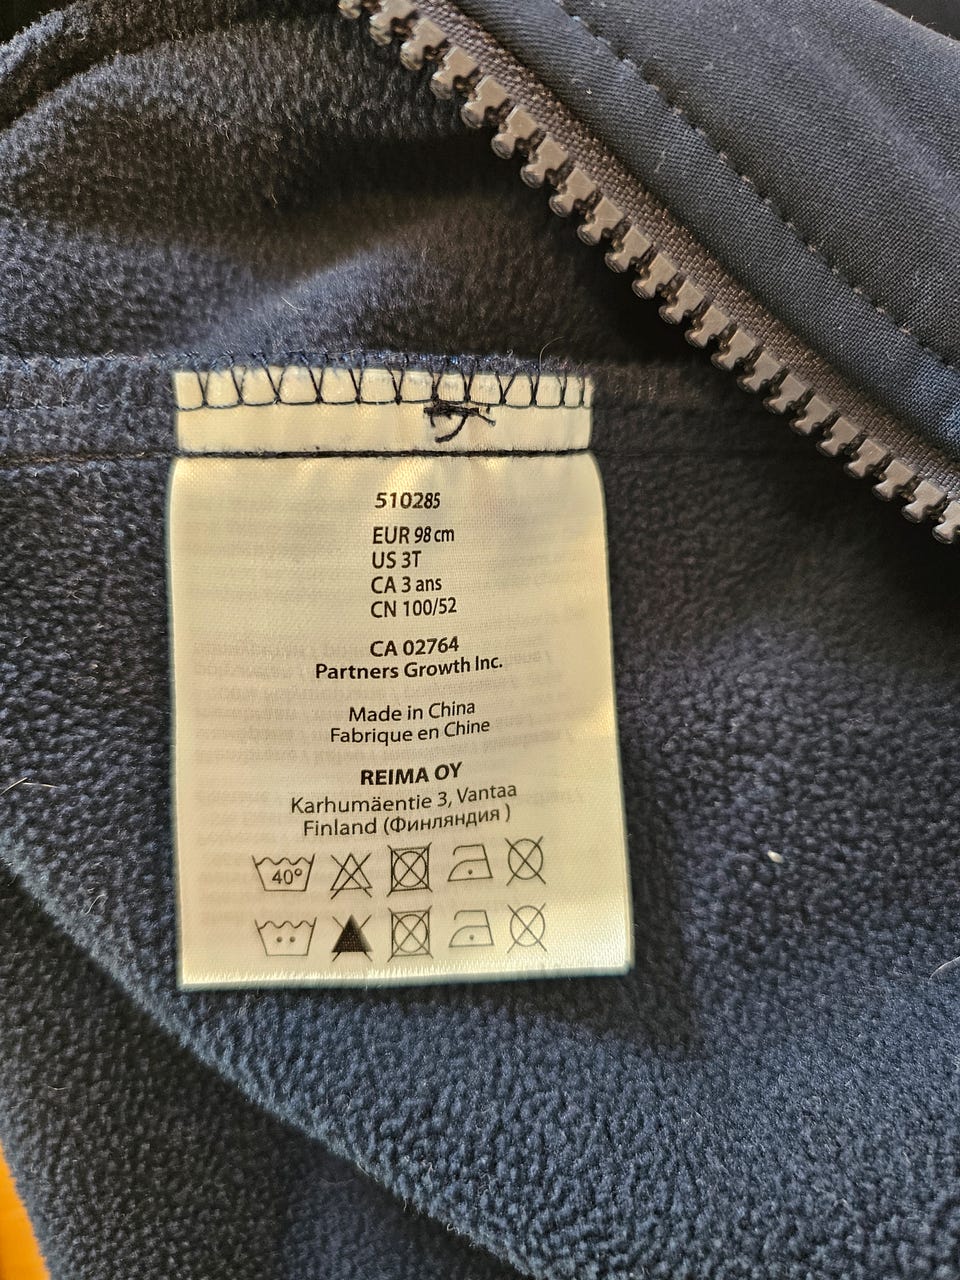 510285
EUR 98 cm
US 3T
CA 3 ans
CN 100/52
CA 02764
Partners Growth Inc.
Made in China
Fabrique en Chine
REIMA OY
Karhumäentie 3, Vantaa
Finland (Финляндия )
40°